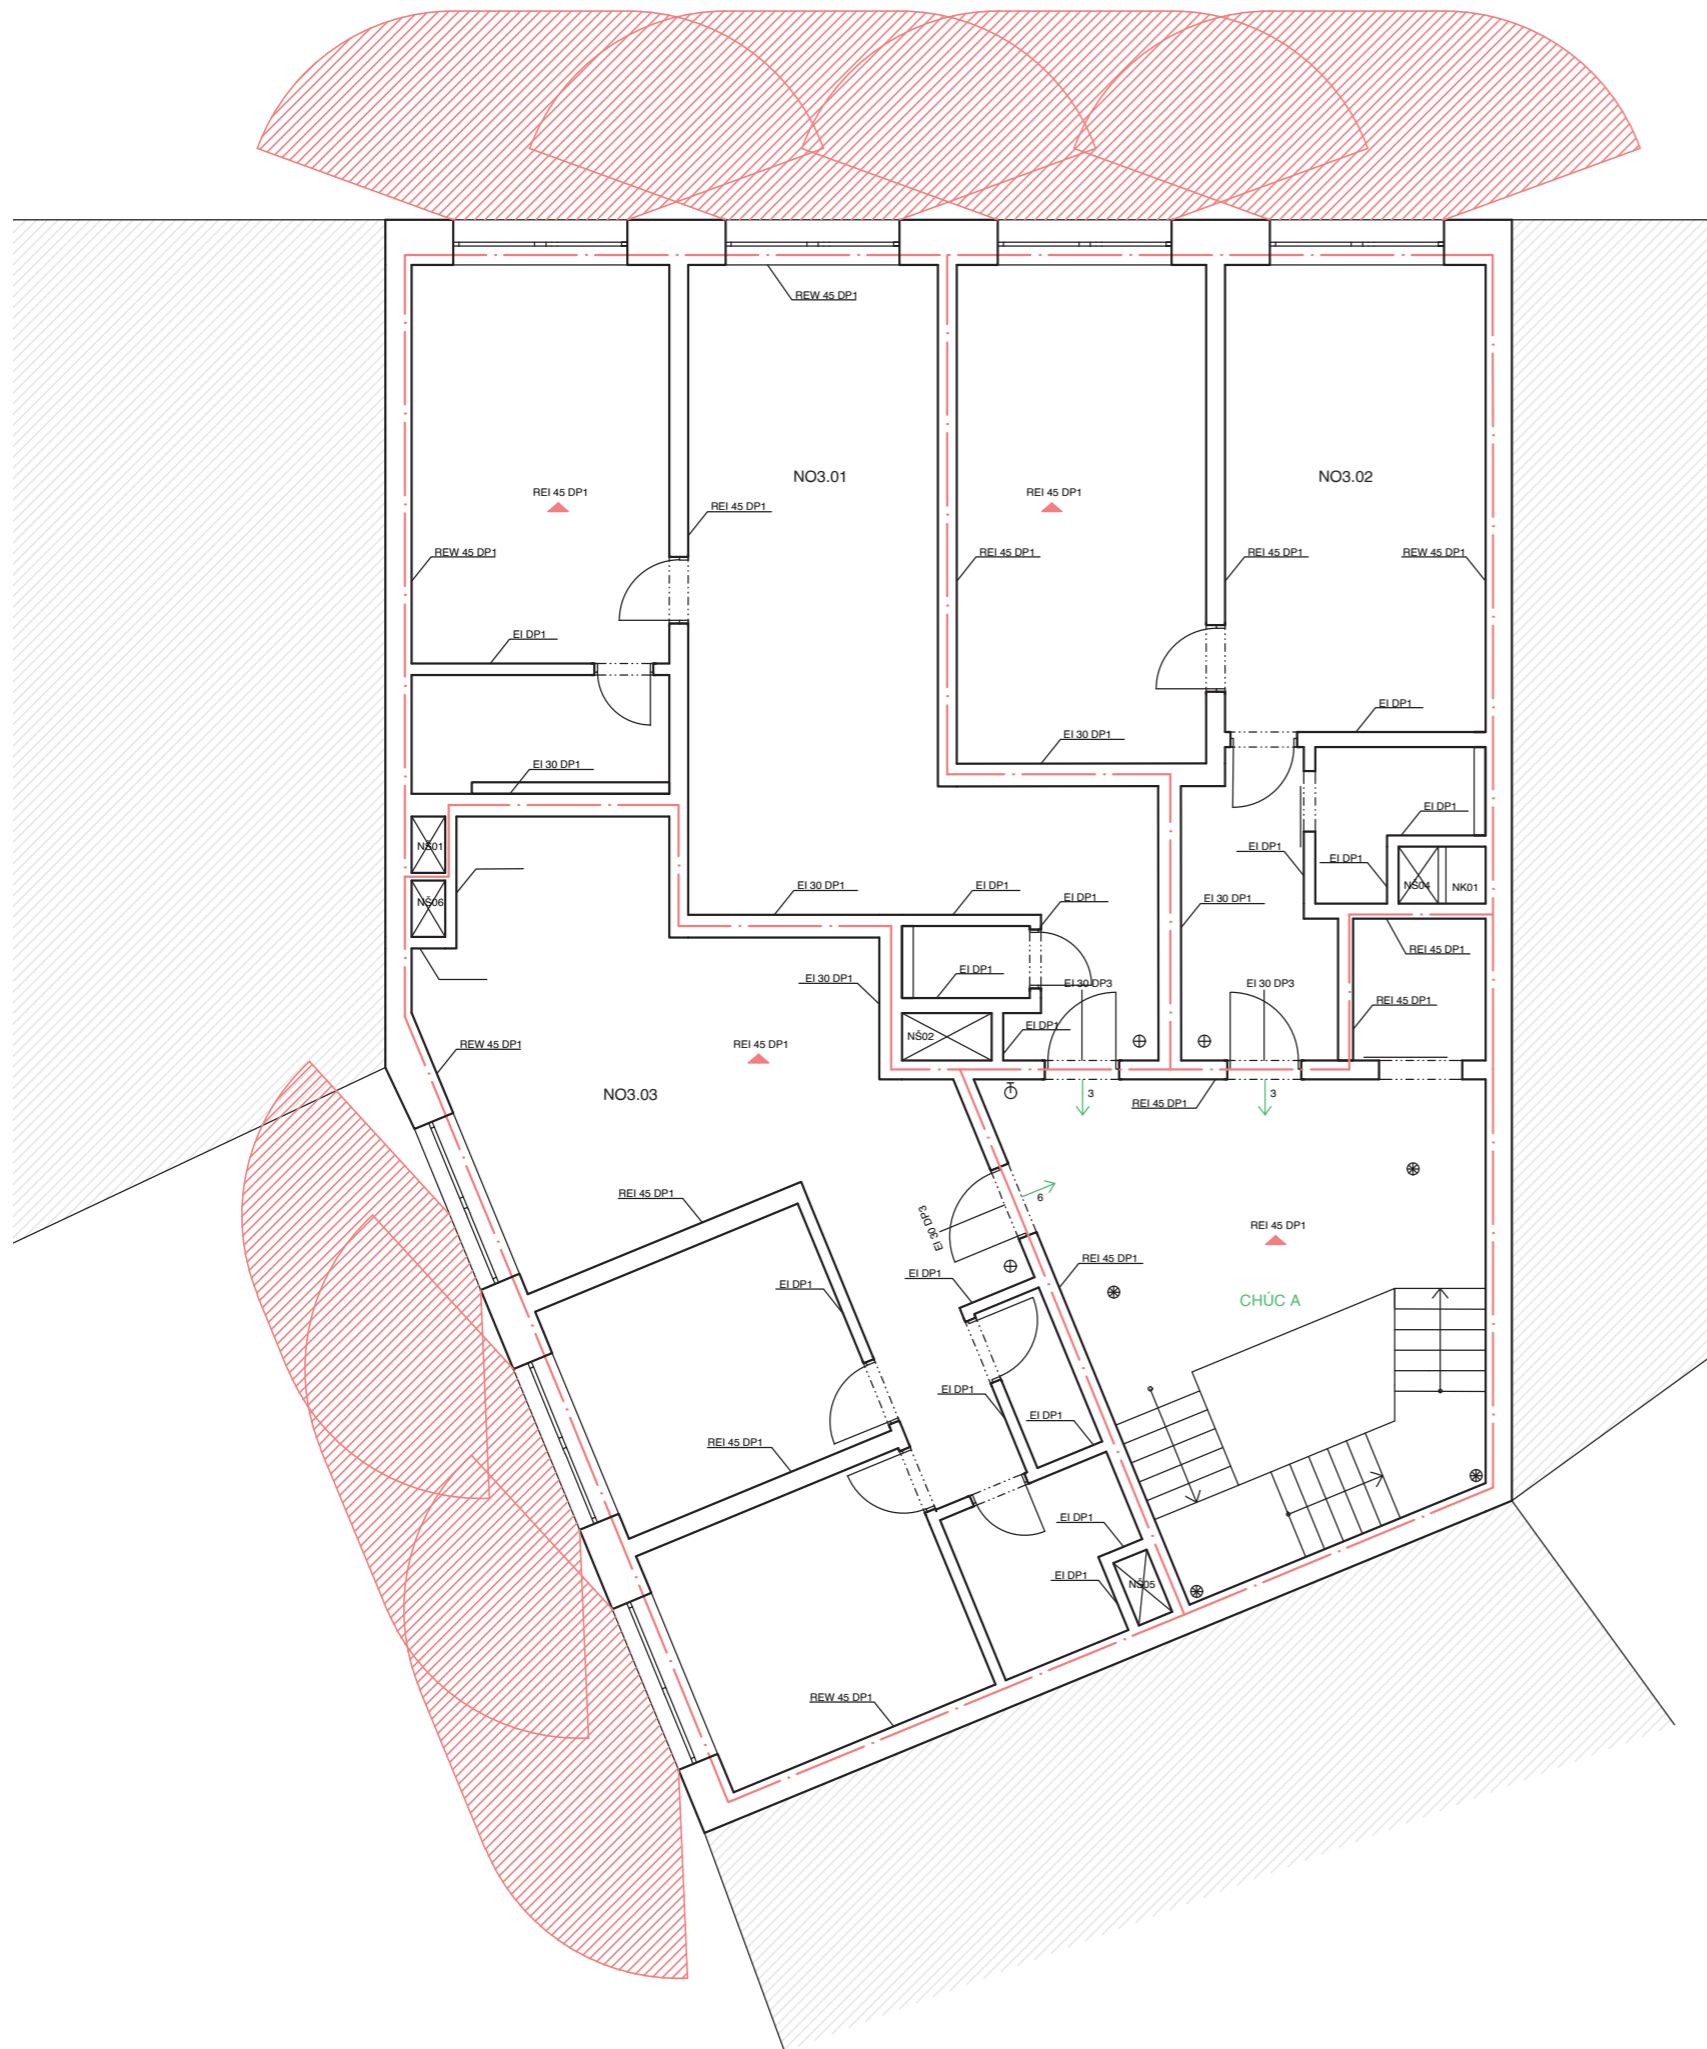 REW 45 DP1
NO3.01
NO3.02
REI 45 DP1
REI 45 DP1
REI 45 DP1
REW 45 DP1
REI 45 DP1
REI 45 DP1
REW 45 DP1
EI DP1
EI DP1
EI 30 DP1
EI 30 DP1
EI DP1
NŠ01
EI DP1
EI DP1
NŠ04
NK01
EI 30 DP1
EI DP1
EI DP1
EI 30 DP1
NŠ06
REI 45 DP1
EI DP1
EI 30 DP1
EI 30 DP3
EI 30 DP3
REI 45 DP1
EI DP1
NŠ02
REW 45 DP1
REI 45 DP1
NO3.03
3
3
REI 45 DP1
REI 45 DP1
6
EI 30 DP3
REI 45 DP1
REI 45 DP1
EI DP1
EI DP1
CHÚC A
EI DP1
EI DP1
REI 45 DP1
EI DP1
EI DP1
NŠ05
REW 45 DP1